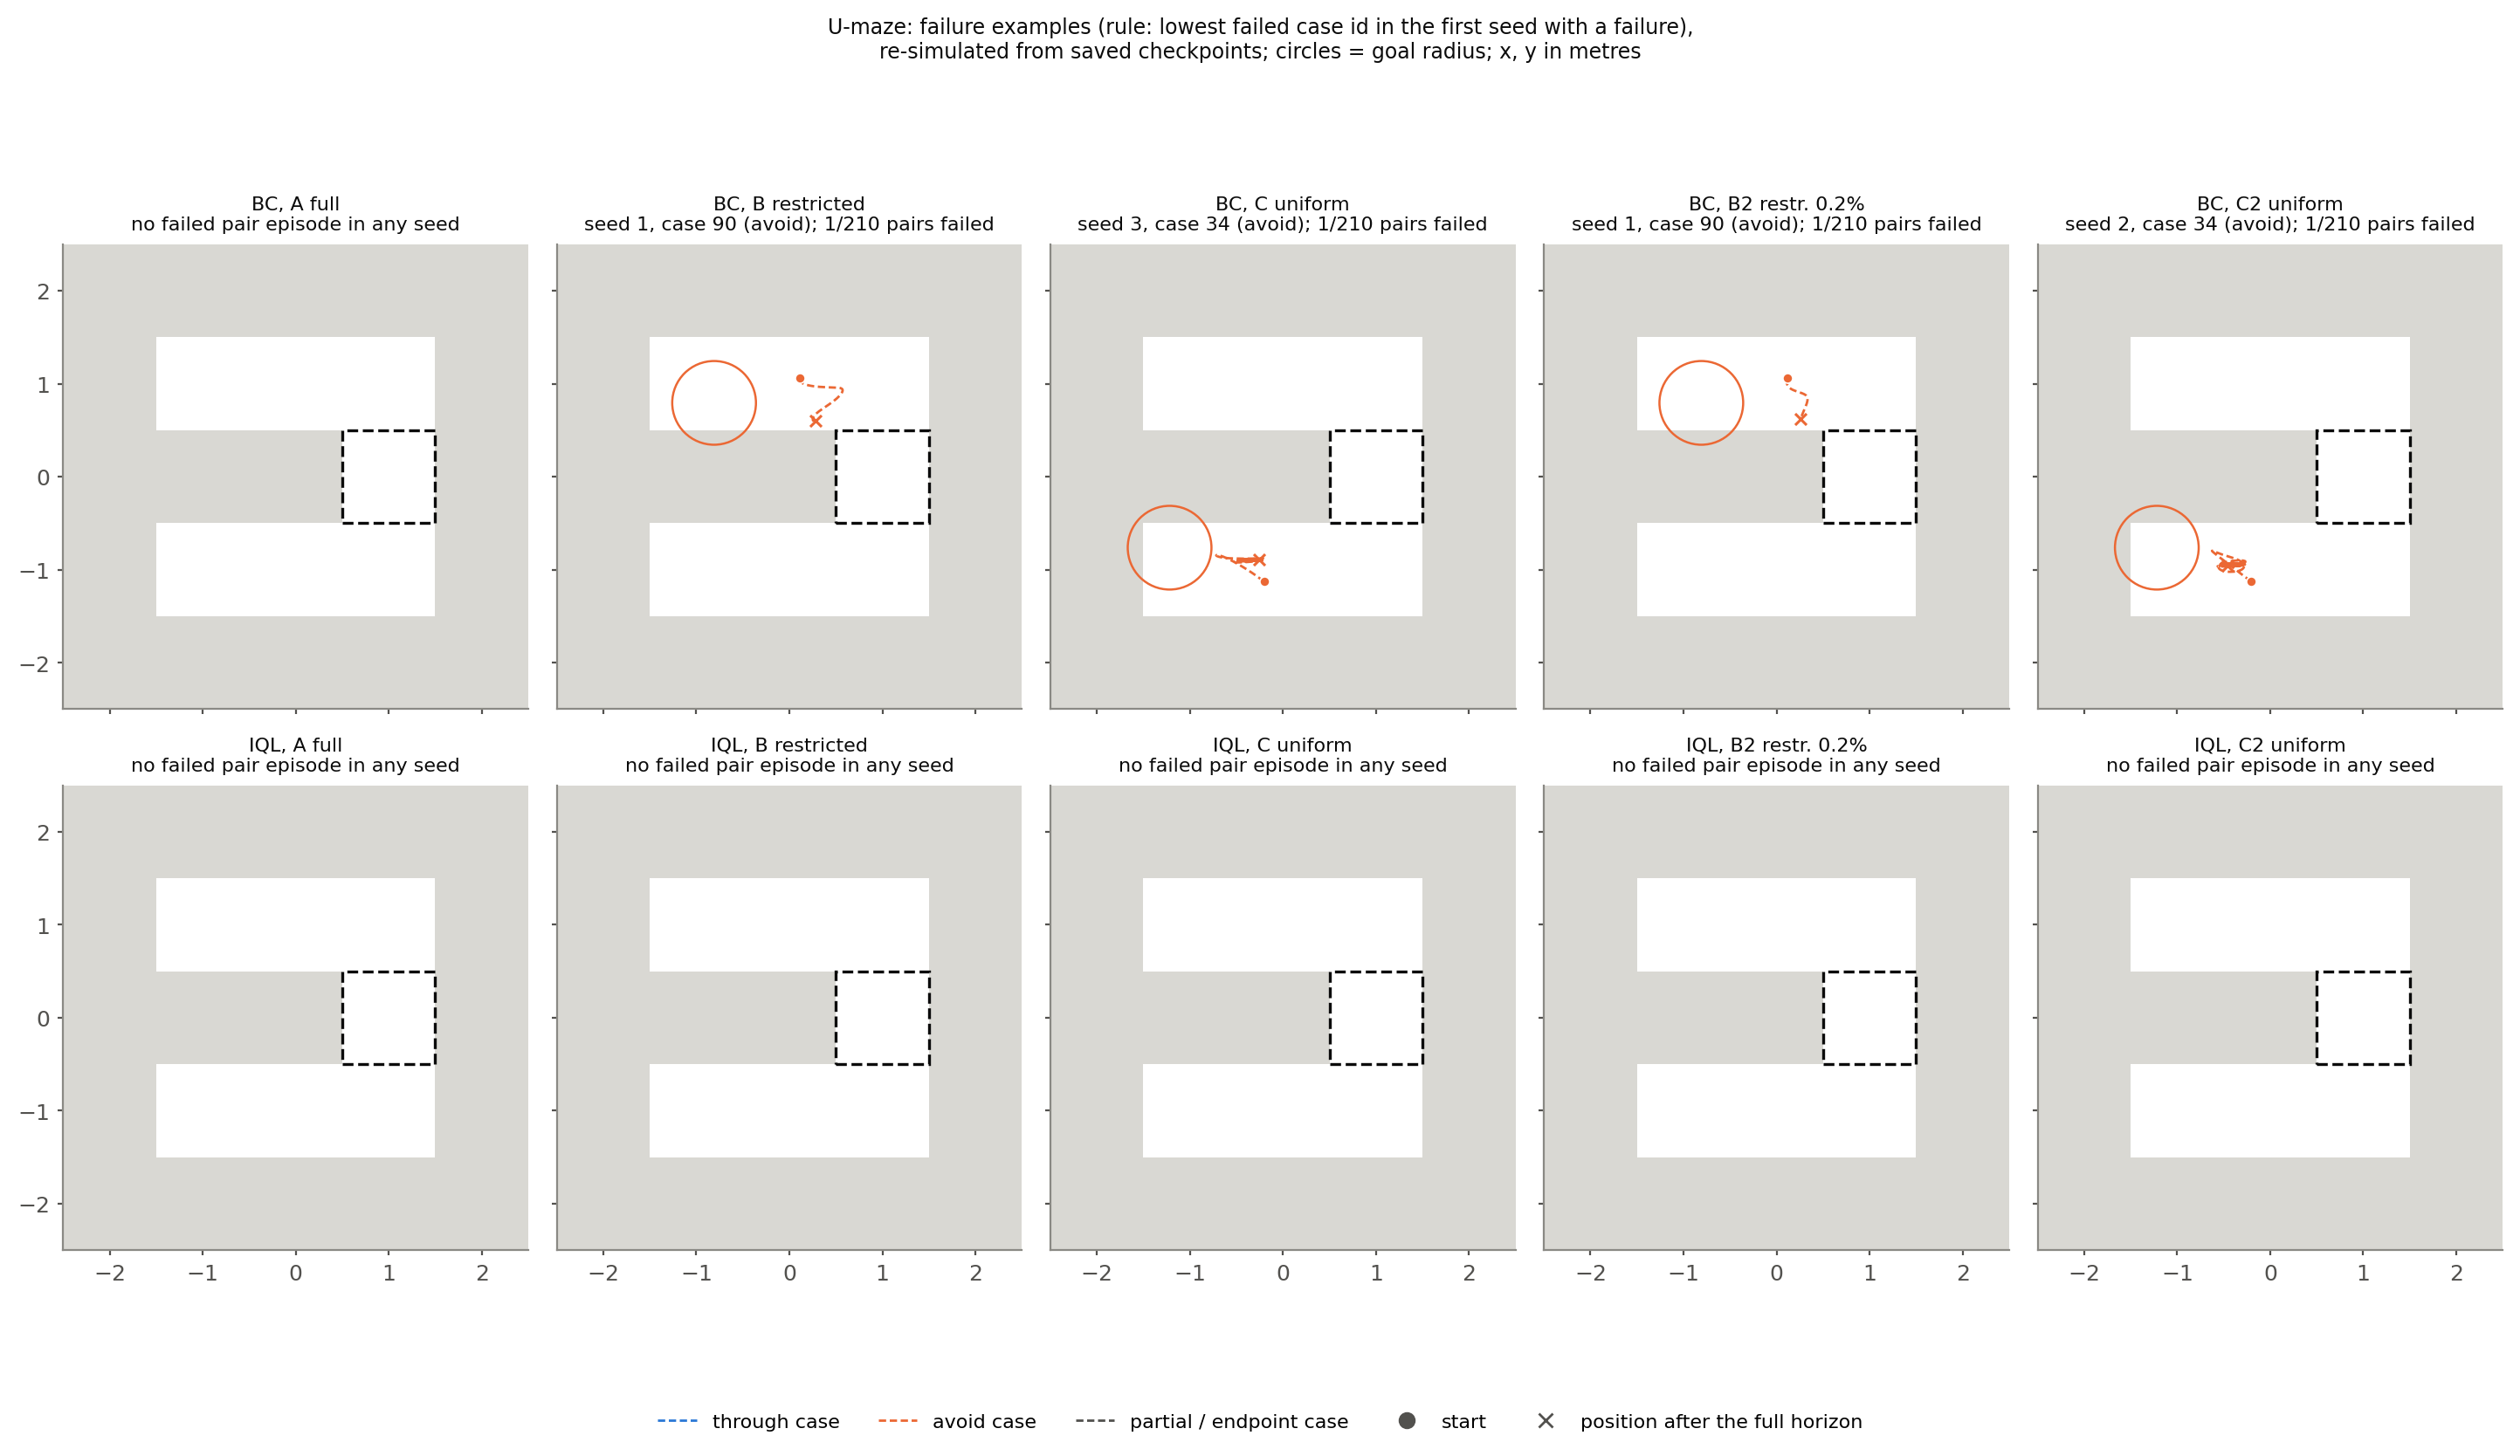 U-maze: failure examples (rule: lowest failed case id in the first seed with a failure),
re-simulated from saved checkpoints; circles = goal radius; x, y in metres
BC, A full
no failed pair episode in any seed
BC, B restricted
seed 1, case 90 (avoid); 1/210 pairs failed
BC, C uniform
seed 3, case 34 (avoid); 1/210 pairs failed
BC, B2 restr. 0.2%
seed 1, case 90 (avoid); 1/210 pairs failed
BC, C2 uniform
seed 2, case 34 (avoid); 1/210 pairs failed
2
1
0
−1
−2
IQL, A full
no failed pair episode in any seed
IQL, B restricted
no failed pair episode in any seed
IQL, C uniform
no failed pair episode in any seed
IQL, B2 restr. 0.2%
no failed pair episode in any seed
IQL, C2 uniform
no failed pair episode in any seed
2
1
0
−1
−2
−2 −1 0 1 2
−2 −1 0 1 2
−2 −1 0 1 2
−2 −1 0 1 2
−2 −1 0 1 2
through case
avoid case
partial / endpoint case
start
position after the full horizon